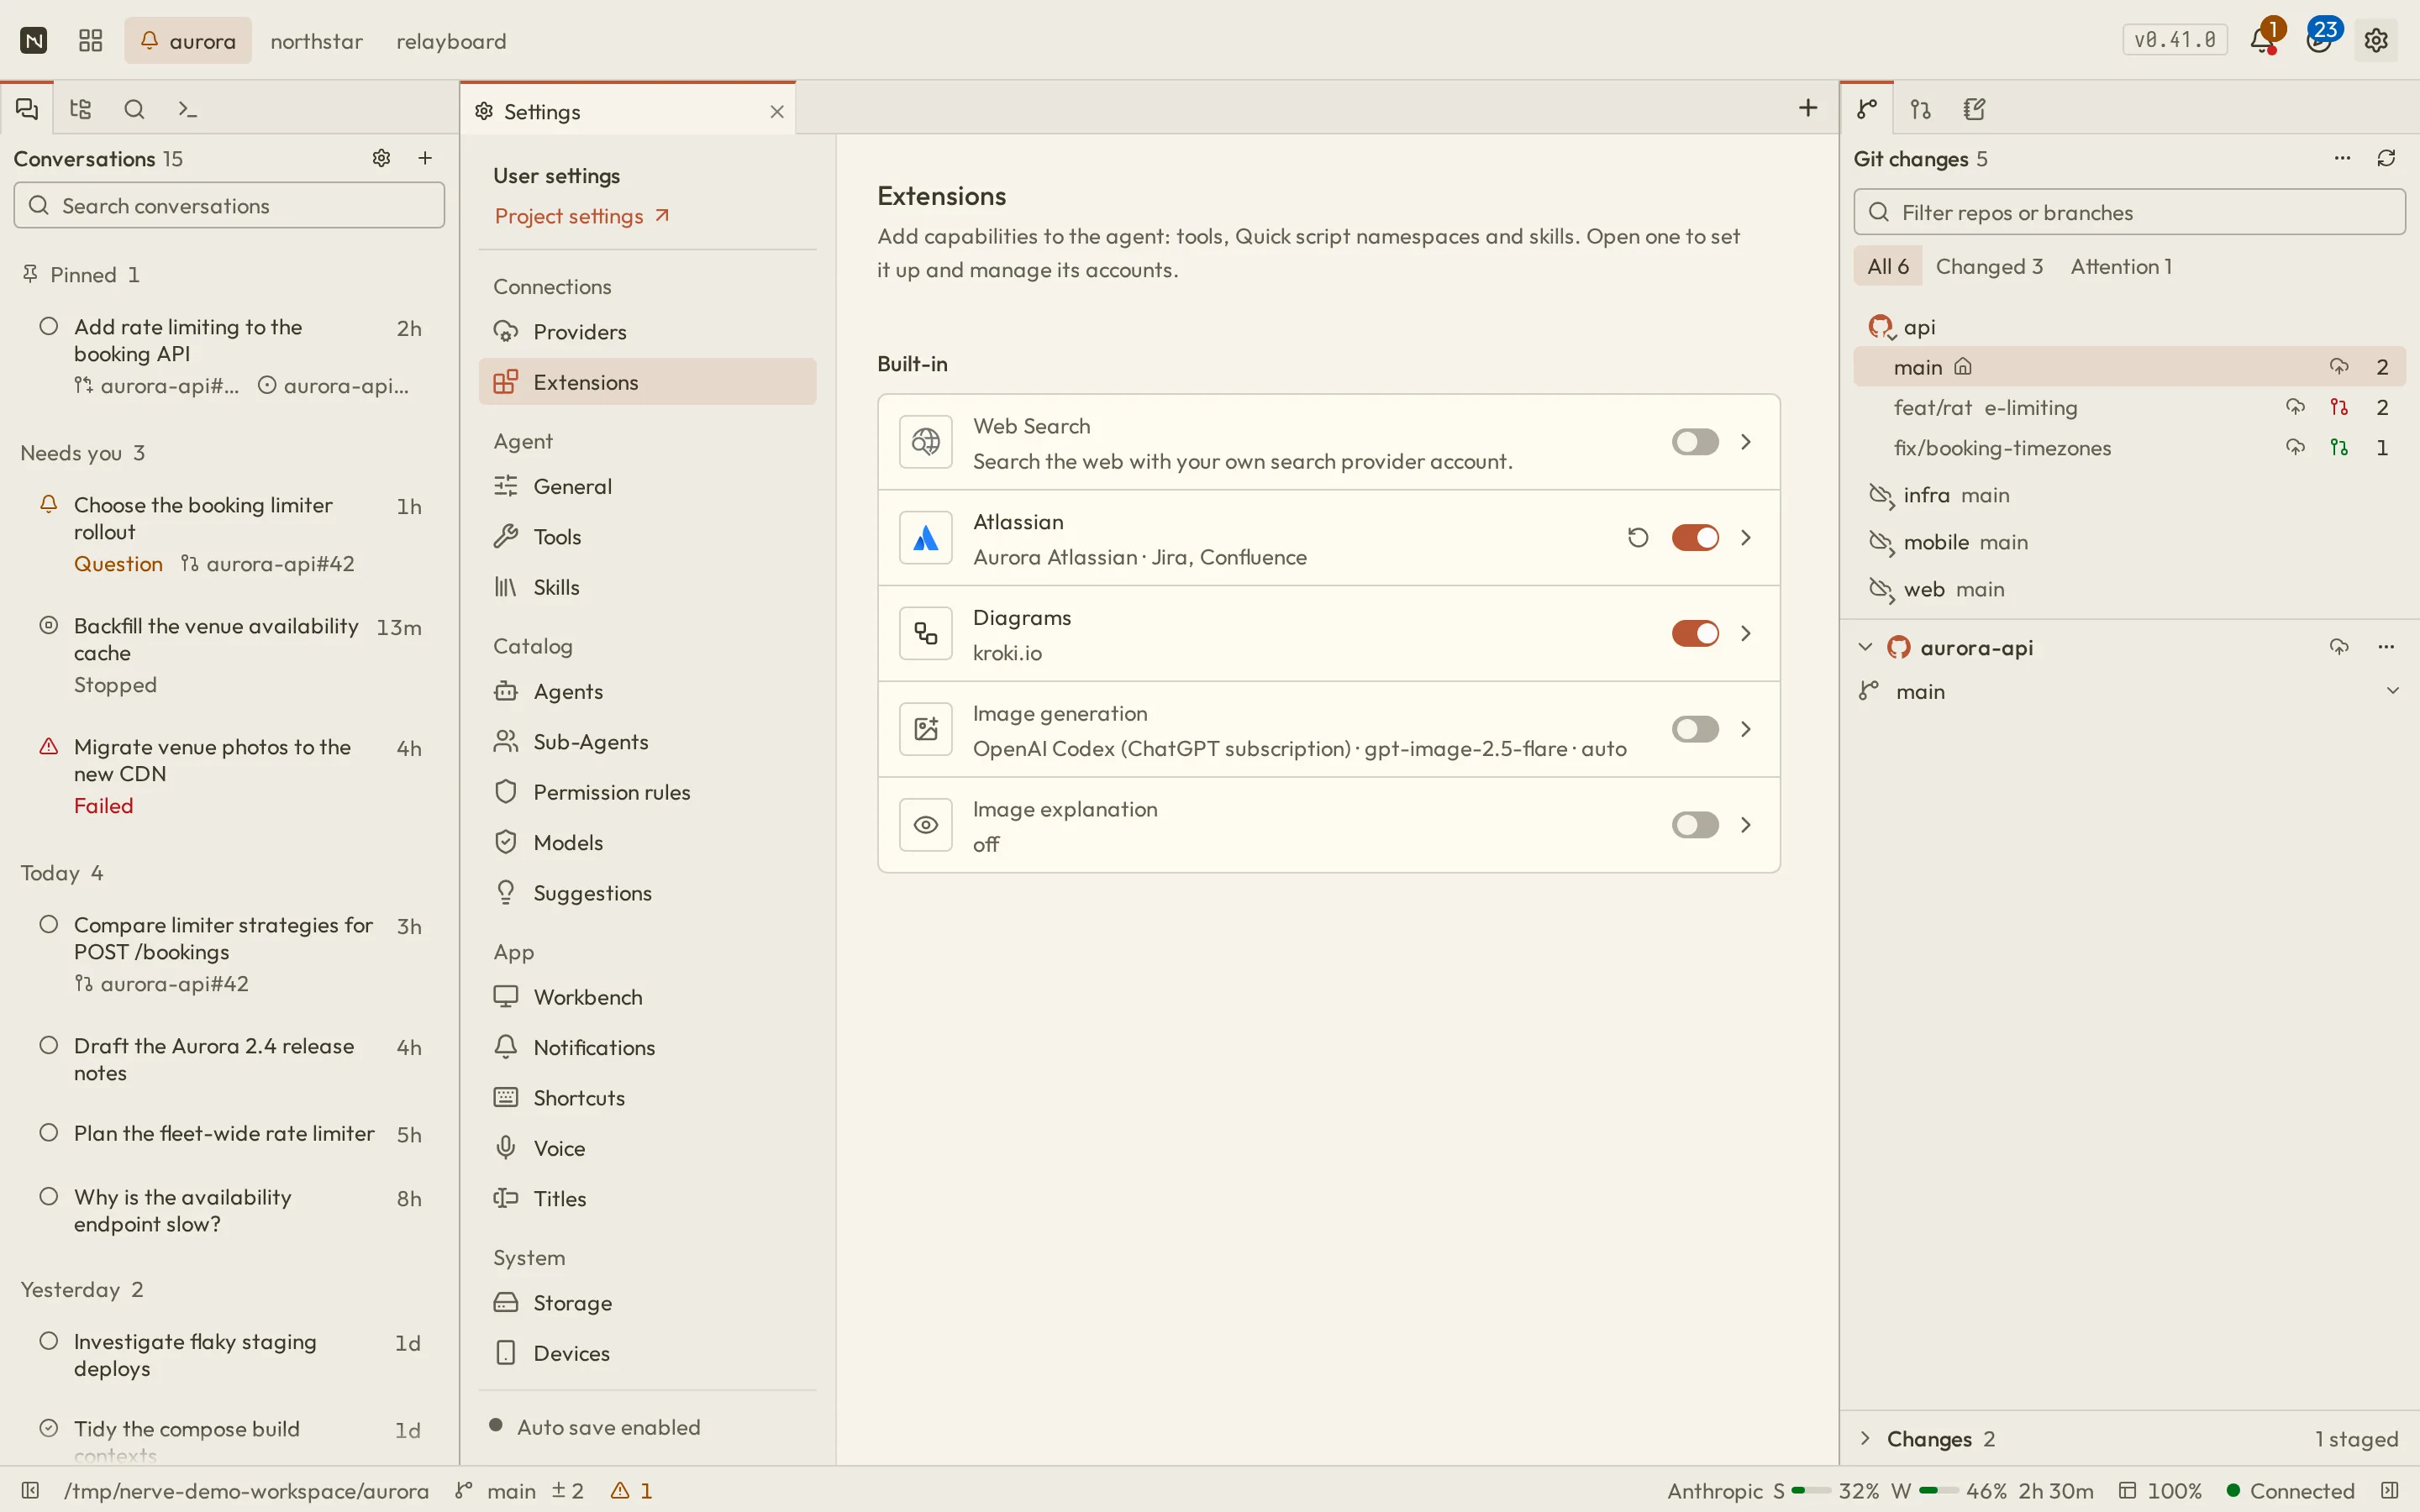 aurora
northstar
relayboard
v0.41.0
1
23
Conversations 15
Search conversations
Pinned 1
Add rate limiting to the
booking API
2h
aurora-api#...
aurora-api...
Needs you 3
Choose the booking limiter
rollout
1h
Question
aurora-api#42
Backfill the venue availability
cache
13m
Stopped
Migrate venue photos to the
new CDN
4h
Failed
Today 4
Compare limiter strategies for
POST /bookings
3h
aurora-api#42
Draft the Aurora 2.4 release
notes
4h
Plan the fleet-wide rate limiter
5h
Why is the availability
endpoint slow?
8h
Yesterday 2
Investigate flaky staging
deploys
1d
Tidy the compose build
contexts
1d
Settings
User settings
Project settings
Connections
Providers
Extensions
Agent
General
Tools
Skills
Catalog
Agents
Sub-Agents
Permission rules
Models
Suggestions
App
Workbench
Notifications
Shortcuts
Voice
Titles
System
Storage
Devices
Auto save enabled
Extensions
Add capabilities to the agent: tools, Quick script namespaces and skills. Open one to set
it up and manage its accounts.
Built-in
Web Search
Search the web with your own search provider account.
Atlassian
Aurora Atlassian · Jira, Confluence
Diagrams
kroki.io
Image generation
OpenAI Codex (ChatGPT subscription) · gpt-image-2.5-flare · auto
Image explanation
off
Git changes 5
Filter repos or branches
All 6
Changed 3
Attention 1
api
main
2
feat/rat e-limiting
2
fix/booking-timezones
1
infra main
mobile main
web main
aurora-api
main
Changes 2
1 staged
/tmp/nerve-demo-workspace/aurora
main
±2
1
Anthropic S 32% W 46% 2h 30m
100%
Connected